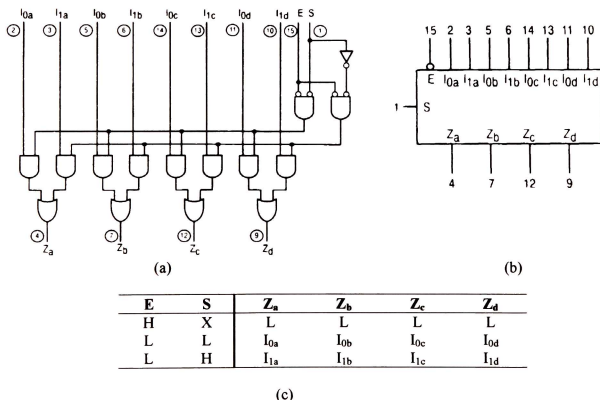 I0a I1a I0b I1b I0c I1c I0d I1d E S
2 3 5 6 14 13 11 10 15 1
4 7 12 9
Za Zb Zc Zd
(a)
15 2 3 5 6 14 13 11 10
E I0a I1a I0b I1b I0c I1c I0d I1d
1 S
Za Zb Zc Zd
4 7 12 9
(b)
E S Za Zb Zc Zd
H X L L L L
L L I0a I0b I0c I0d
L H I1a I1b I1c I1d
(c)